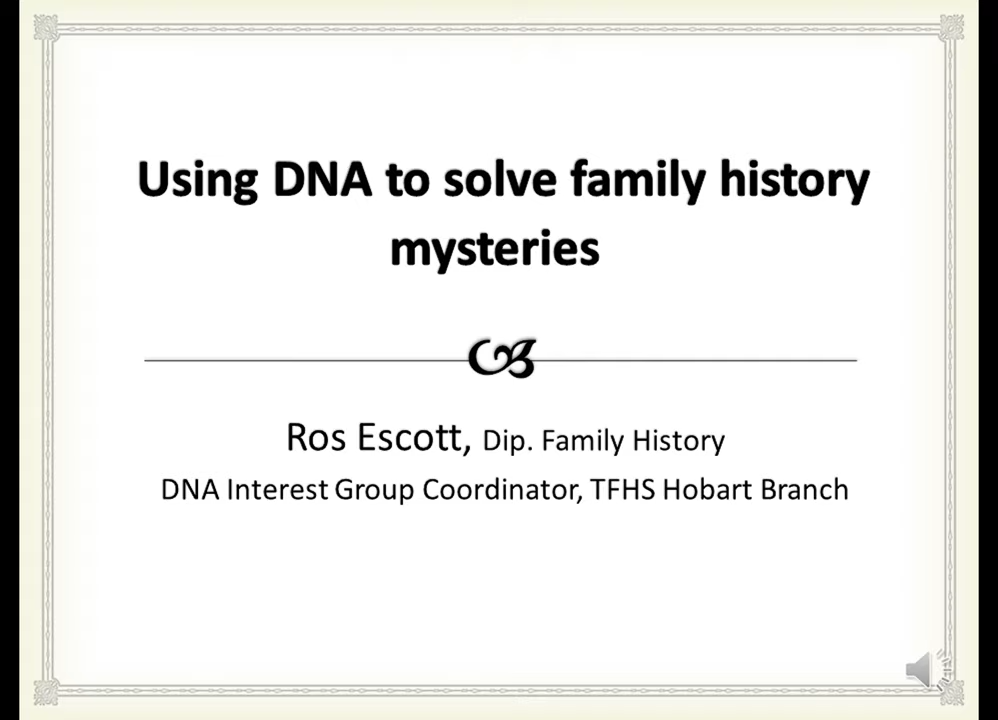 Using DNA to solve family history
mysteries
Ros Escott, Dip. Family History
DNA Interest Group Coordinator, TFHS Hobart Branch